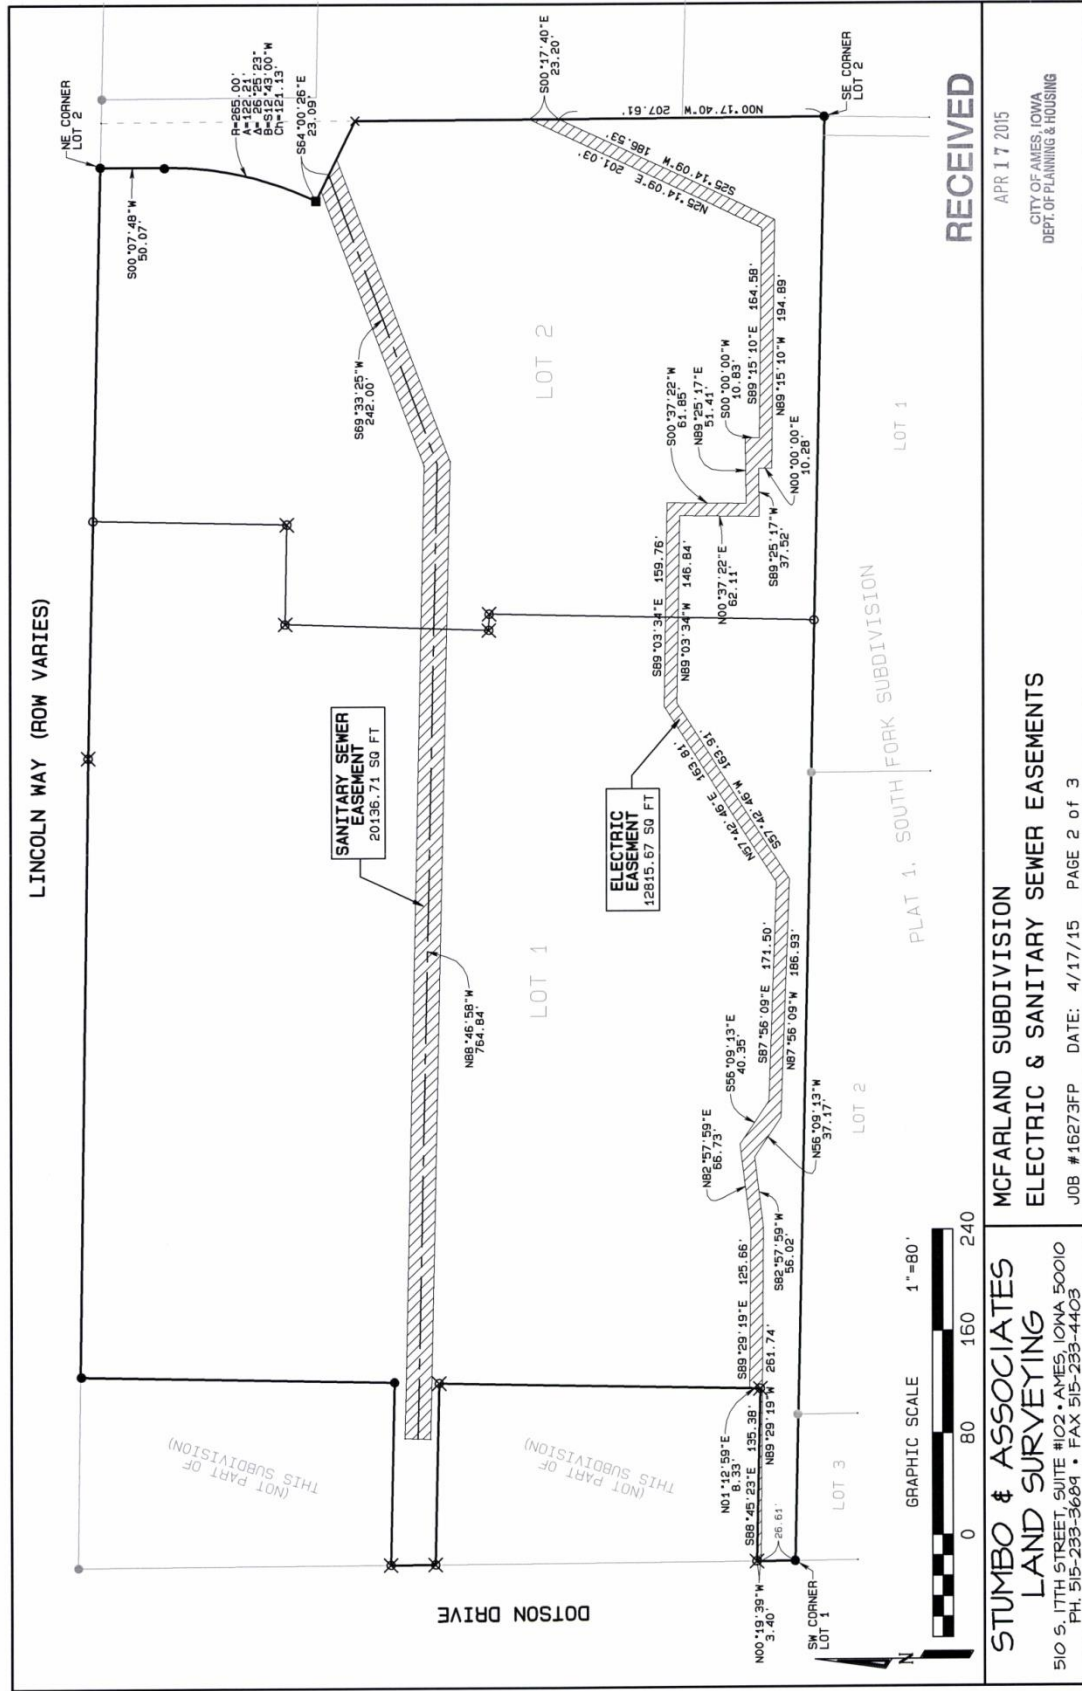 LINCOLN WAY (ROW VARIES)
NE CORNER
LOT 2
S00°07'48"W
50.07'
R=265.00'
A=122.21'
Δ=26°25'23"
B=S12°43'00"W
Ch=121.13'
S64°00'26"E
23.09'
S00°17'40"E
23.20'
N00°17'40"W 207.61'
SE CORNER
LOT 2
S69°33'25"W
242.00'
N25°14'09"E
201.03'
S25°14'09"W
186.53'
LOT 2
S89°15'10"E 164.58'
N89°15'10"W 194.89'
S00°37'22"W
61.85'
N89°25'17"E
51.41'
S00°00'00"W
10.83'
N00°00'00"E
10.28'
S89°25'17"W
37.52'
N00°37'22"E
62.11'
S89°03'34"E 159.76'
N89°03'34"W 146.84'
SANITARY SEWER
EASEMENT
20136.71 SQ FT
ELECTRIC
EASEMENT
12815.67 SQ FT
N57°42'46"E 163.81'
S57°42'46"W 163.91'
N88°46'58"W
764.84'
LOT 1
S87°56'09"E 171.50'
N87°56'09"W 186.93'
S56°09'13"E
40.35'
N56°09'13"W
37.17'
N82°57'59"E
66.73'
S82°57'59"W
56.02'
S89°29'19"E 125.66'
N89°29'19"W 261.74'
N01°12'59"E
8.33'
S88°45'23"E 135.38'
26.61'
N00°19'39"W
3.40'
SW CORNER
LOT 1
(NOT PART OF
THIS SUBDIVISION)
(NOT PART OF
THIS SUBDIVISION)
DOTSON DRIVE
LOT 3
LOT 2
PLAT 1, SOUTH FORK SUBDIVISION
LOT 1
N
GRAPHIC SCALE 1"=80'
0 80 160 240
RECEIVED
APR 17 2015
CITY OF AMES, IOWA
DEPT. OF PLANNING & HOUSING
STUMBO & ASSOCIATES
LAND SURVEYING
510 S. 17TH STREET, SUITE #102 • AMES, IOWA 50010
PH. 515-233-3689 • FAX 515-233-4403
MCFARLAND SUBDIVISION
ELECTRIC & SANITARY SEWER EASEMENTS
JOB #16273FP DATE: 4/17/15 PAGE 2 of 3